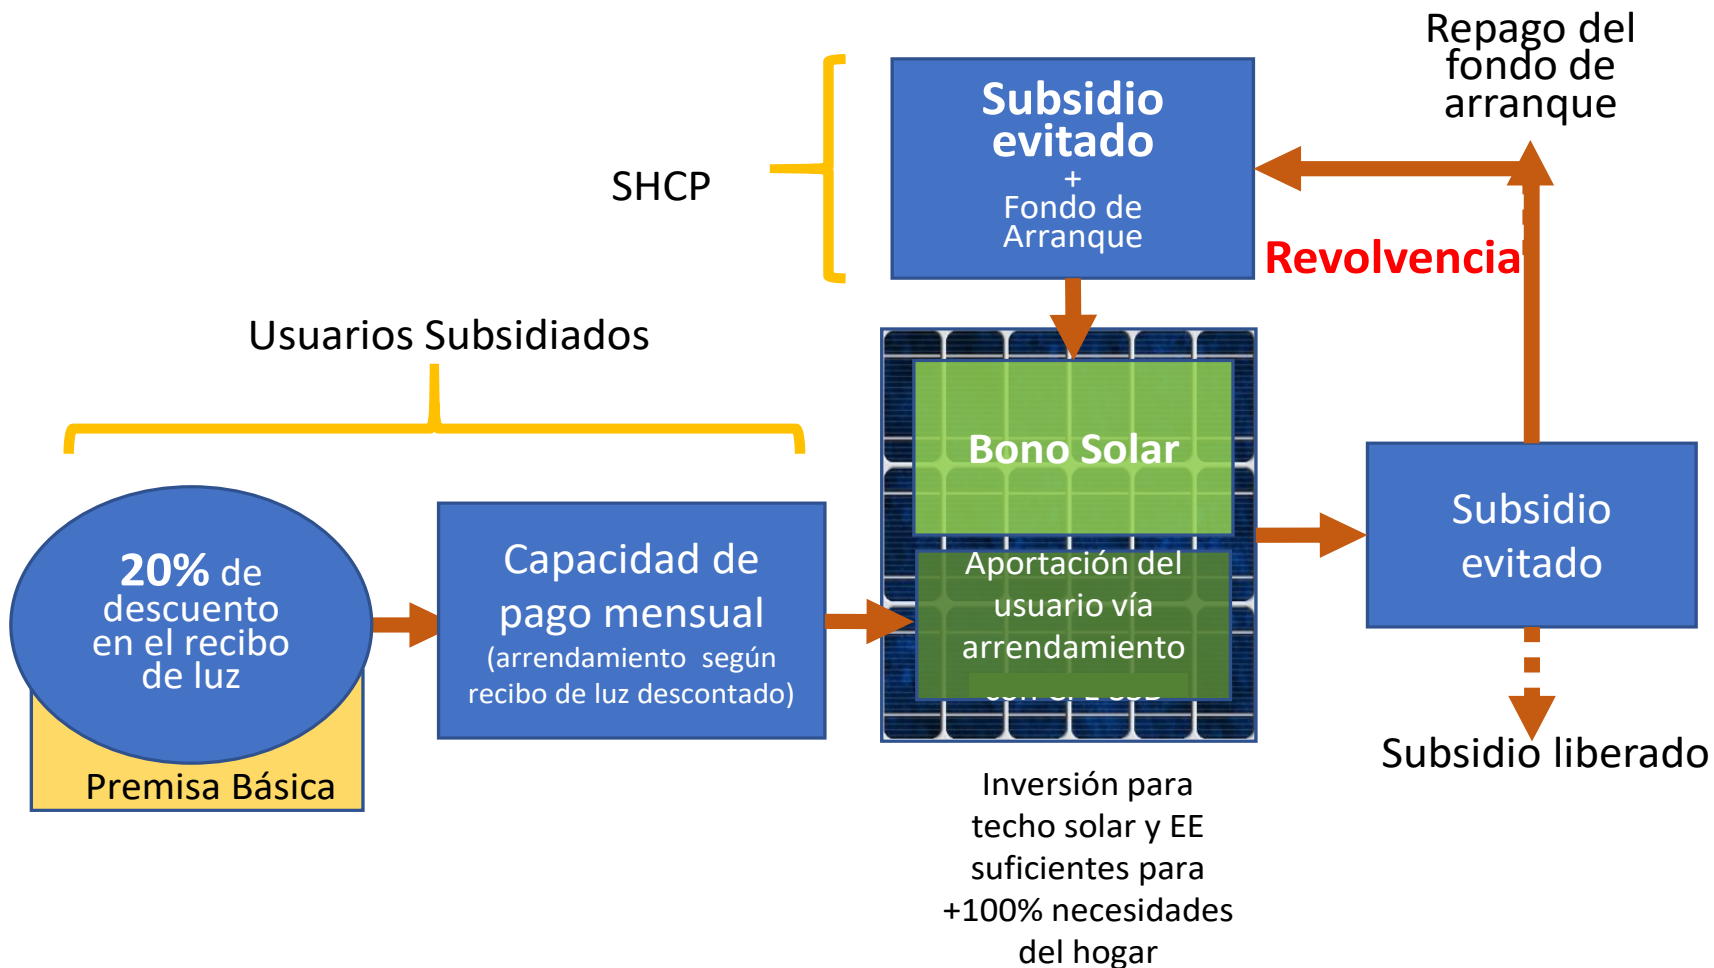 Repago del
fondo de
arranque
Subsidio
evitado
+
Fondo de
Arranque
SHCP
Revolvencia
Usuarios Subsidiados
Bono Solar
20% de
descuento
en el recibo
de luz
Premisa Básica
Capacidad de
pago mensual
(arrendamiento según
recibo de luz descontado)
Aportación del
usuario vía
arrendamiento
Subsidio
evitado
Subsidio liberado
Inversión para
techo solar y EE
suficientes para
+100% necesidades
del hogar